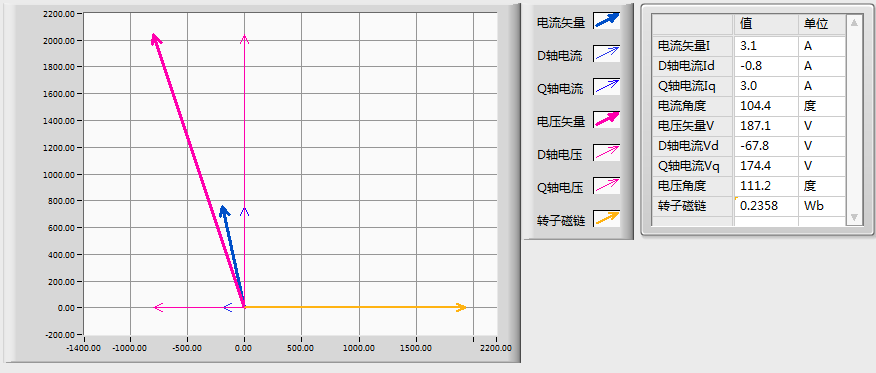 2200.00
2000.00
1800.00
1600.00
1400.00
1200.00
1000.00
800.00
600.00
400.00
200.00
0.00
-200.00
-1400.00 -1000.00 -500.00 0.00 500.00 1000.00 1500.00 2200.00
电流矢量
D轴电流
Q轴电流
电压矢量
D轴电压
Q轴电压
转子磁链
值 单位
电流矢量I 3.1 A
D轴电流Id -0.8 A
Q轴电流Iq 3.0 A
电流角度 104.4 度
电压矢量V 187.1 V
D轴电流Vd -67.8 V
Q轴电流Vq 174.4 V
电压角度 111.2 度
转子磁链 0.2358 Wb